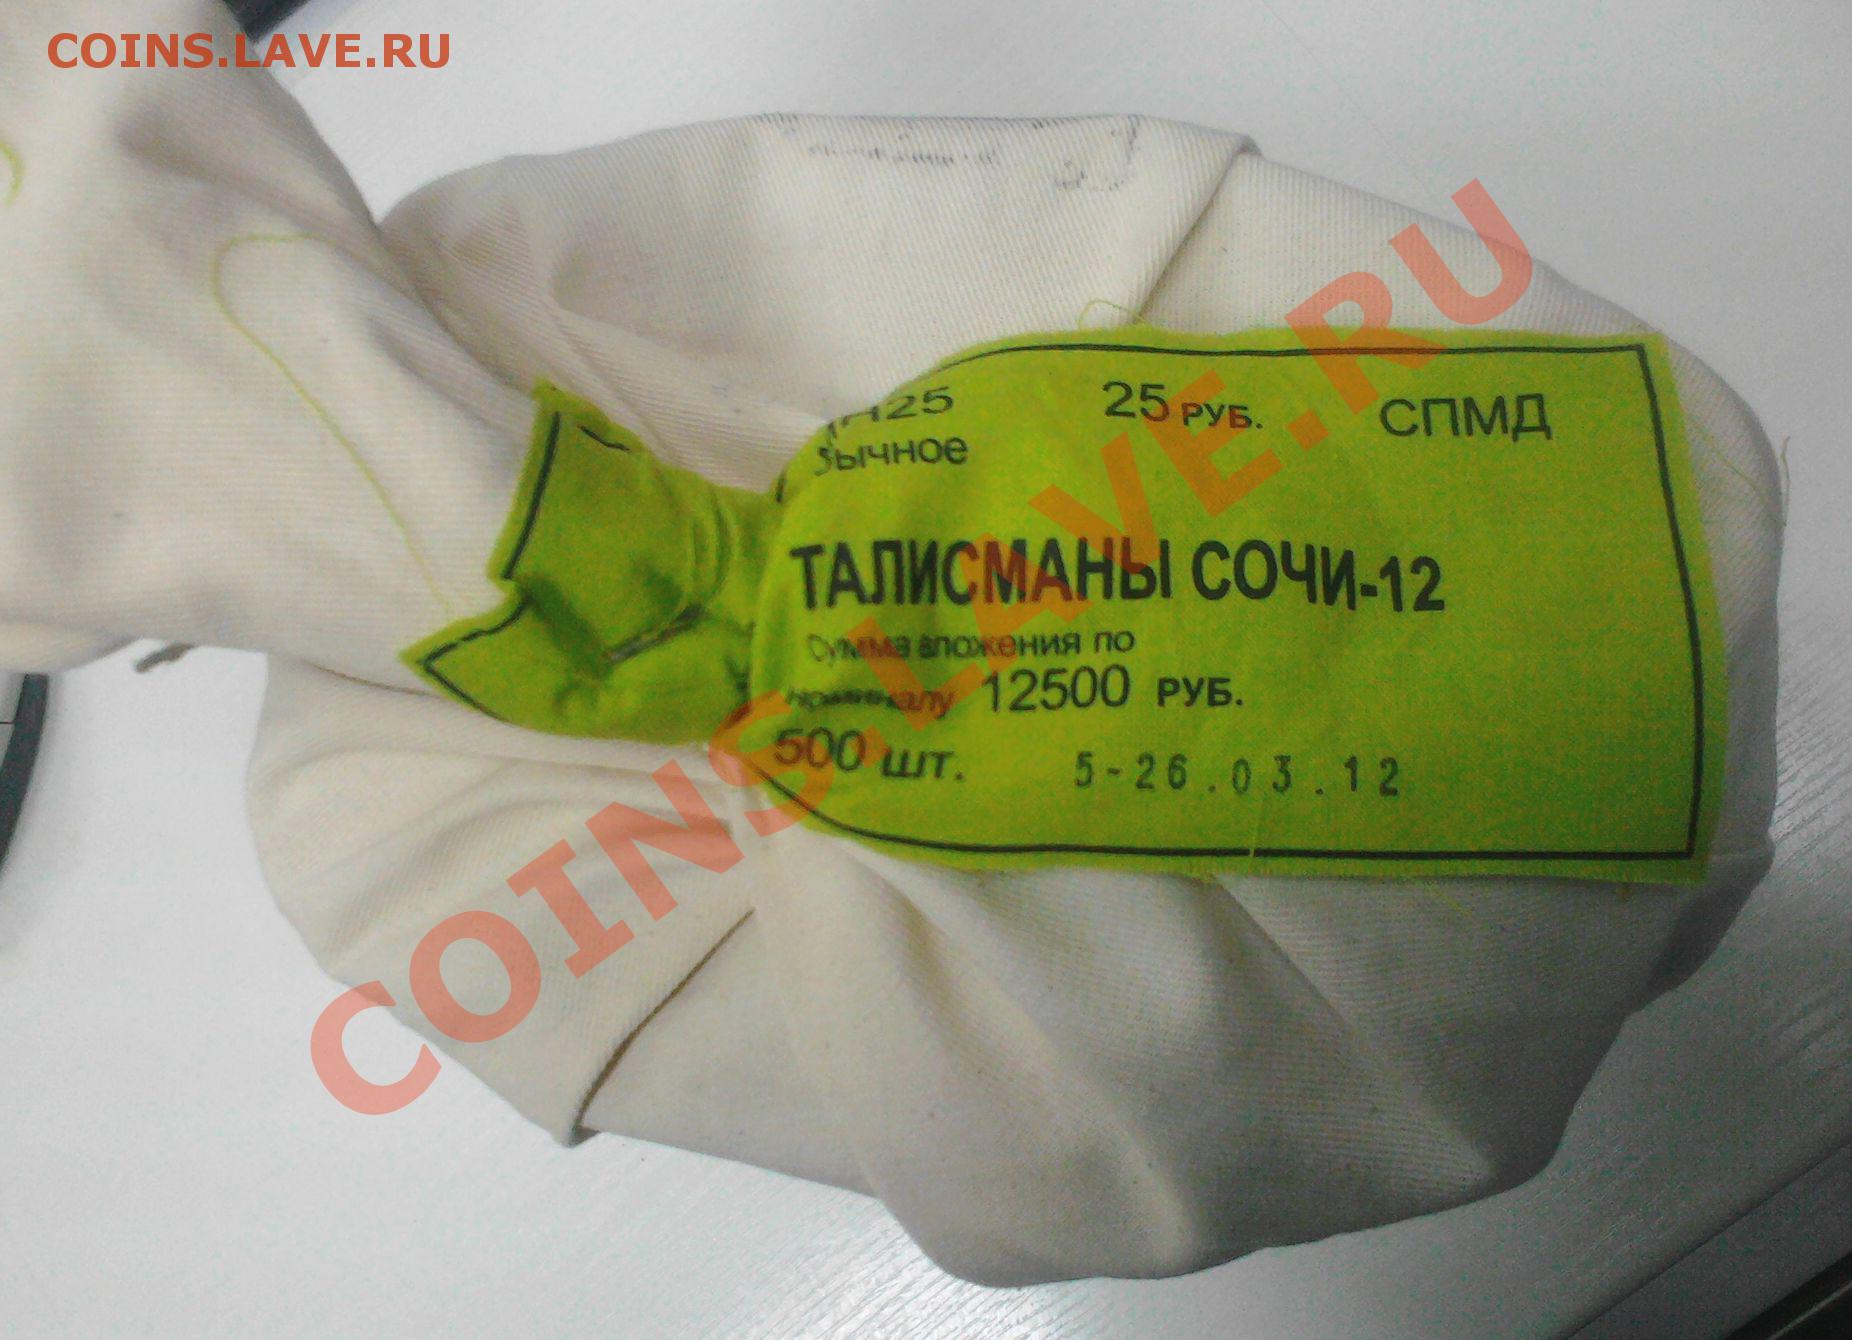 COINS.LAVE.RU
25 РУБ. СПМД
ТАЛИСМАНЫ СОЧИ-12
Сумма вложения по
номиналу 12500 РУБ.
500 шт. 5-26.03.12
COINS.LAVE.RU